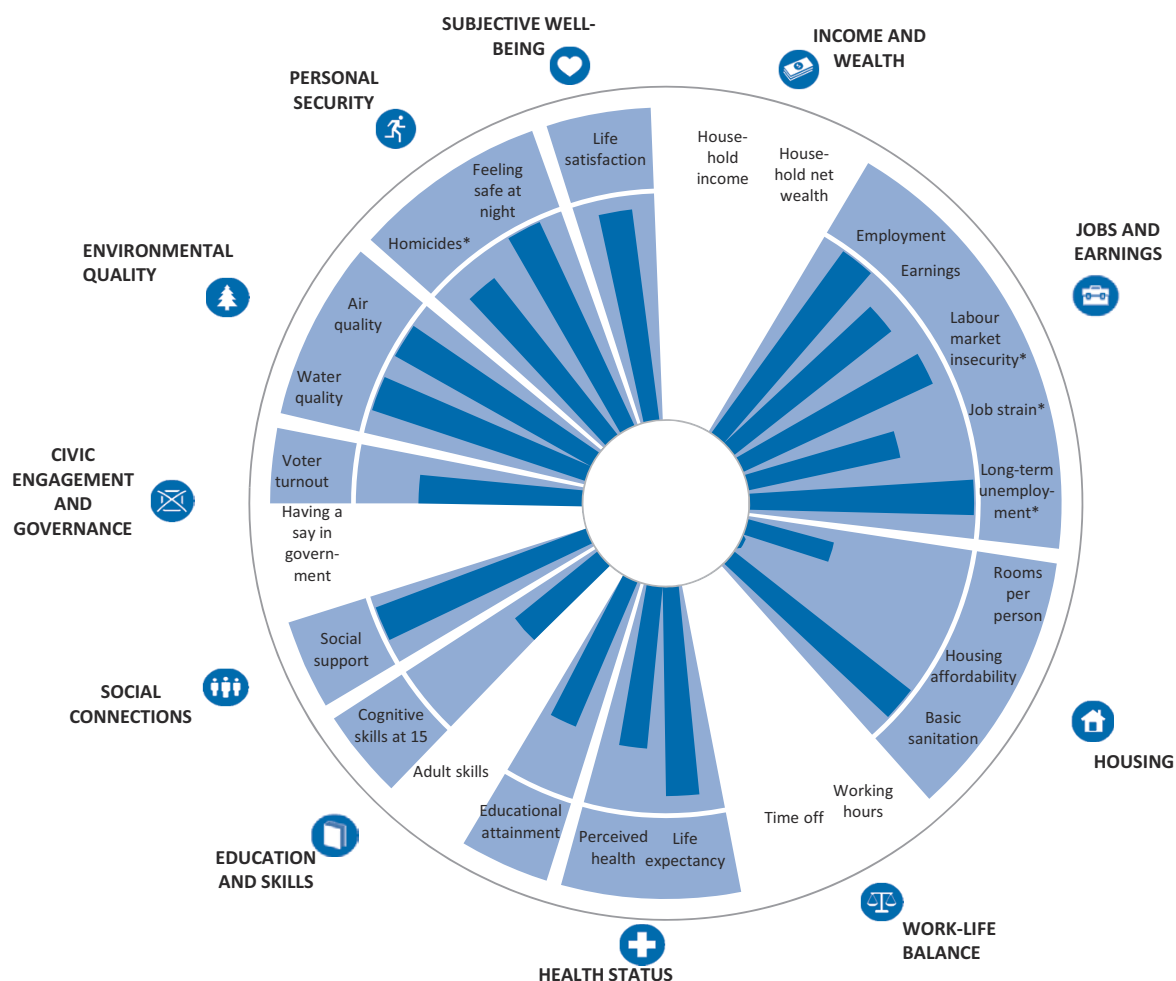 SUBJECTIVE WELL-
BEING
INCOME AND
WEALTH
PERSONAL
SECURITY
JOBS AND
EARNINGS
ENVIRONMENTAL
QUALITY
CIVIC
ENGAGEMENT
AND
GOVERNANCE
SOCIAL
CONNECTIONS
EDUCATION
AND SKILLS
HEALTH STATUS
WORK-LIFE
BALANCE
HOUSING
Life
satisfaction
House-
hold
income
House-
hold net
wealth
Employment
Earnings
Labour
market
insecurity*
Job strain*
Long-term
unemploy-
ment*
Rooms
per
person
Housing
affordability
Basic
sanitation
Working
hours
Time off
Life
expectancy
Perceived
health
Educational
attainment
Adult skills
Cognitive
skills at 15
Social
support
Having a
say in
govern-
ment
Voter
turnout
Water
quality
Air
quality
Homicides*
Feeling
safe at
night